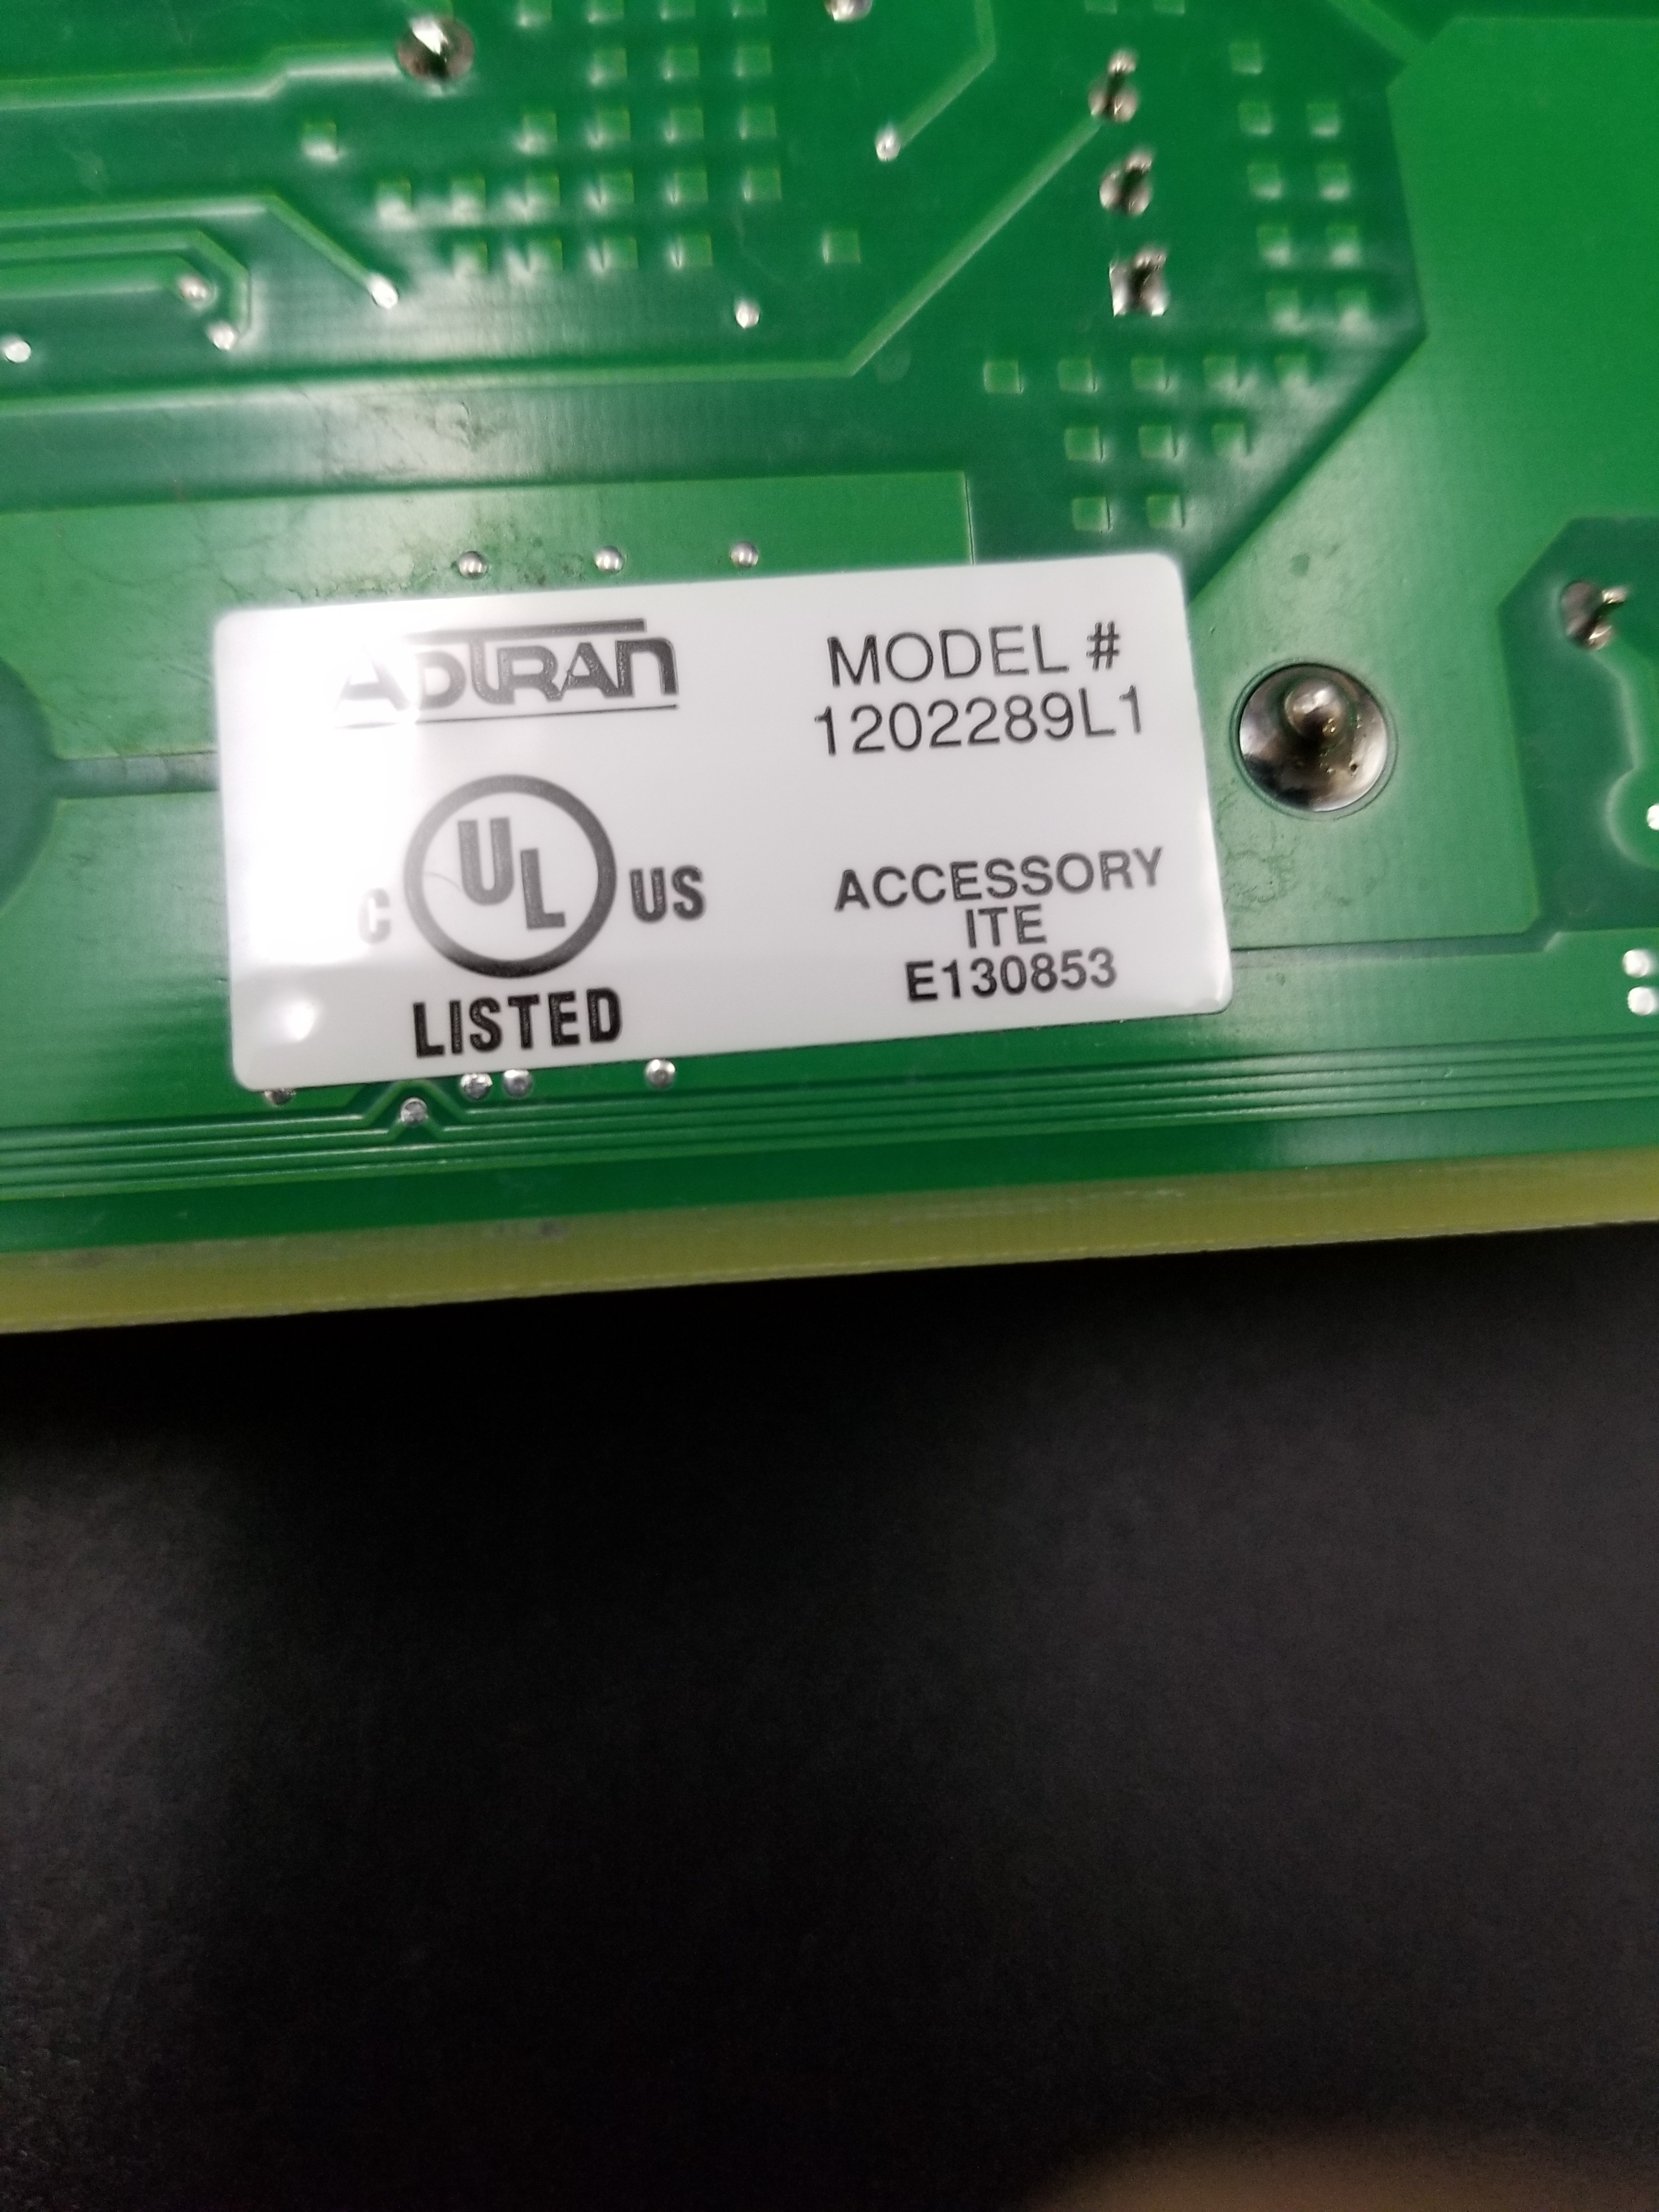 ADTRAN
MODEL #
1202289L1
C UL US
LISTED
ACCESSORY
ITE
E130853